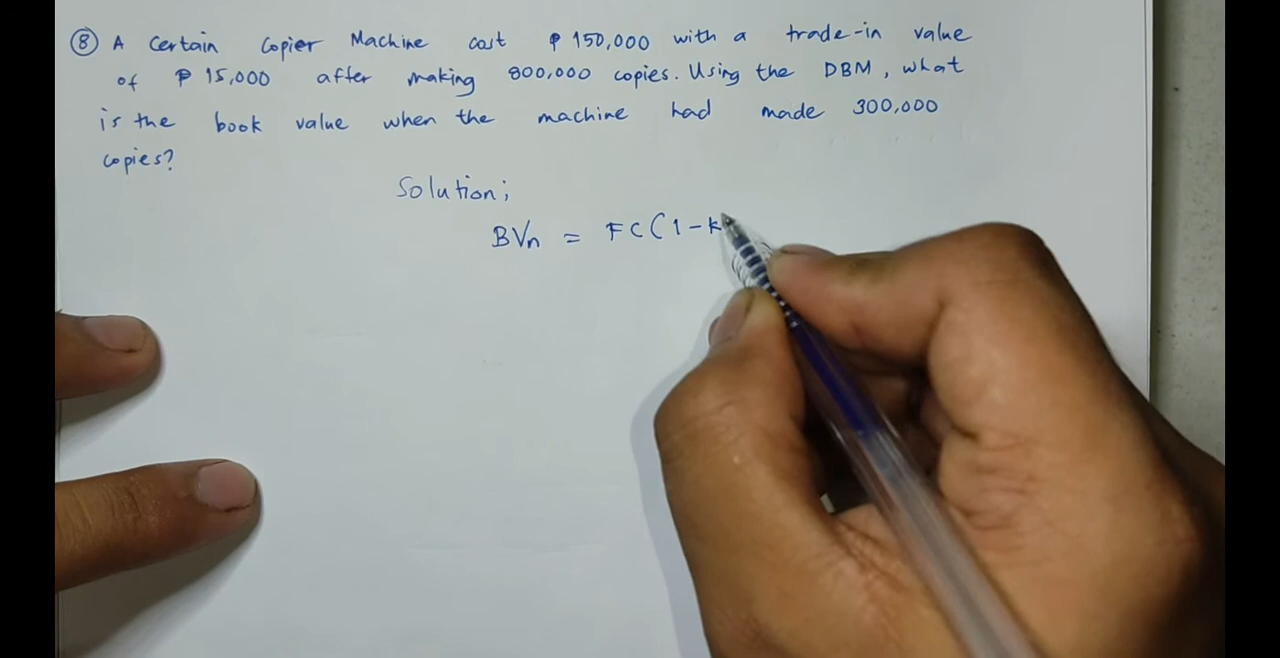 ⑧ A Certain Copier Machine cost ₱ 150,000 with a trade-in value
of ₱ 15,000 after making 800,000 copies. Using the DBM, what
is the book value when the machine had made 300,000
copies?
Solution;
BVn = FC(1-k